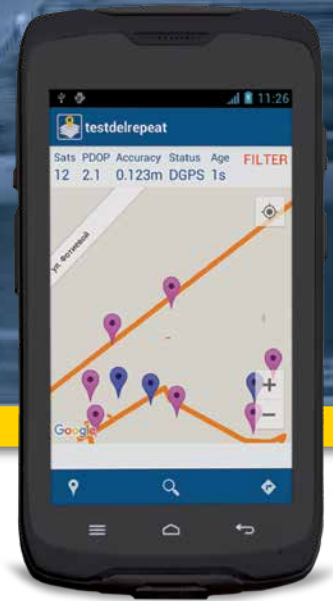 11:26
testdelrepeat
Sats PDOP Accuracy Status Age FILTER
12 2.1 0.123m DGPS 1s
ул. Фотиевой
+
−
Google